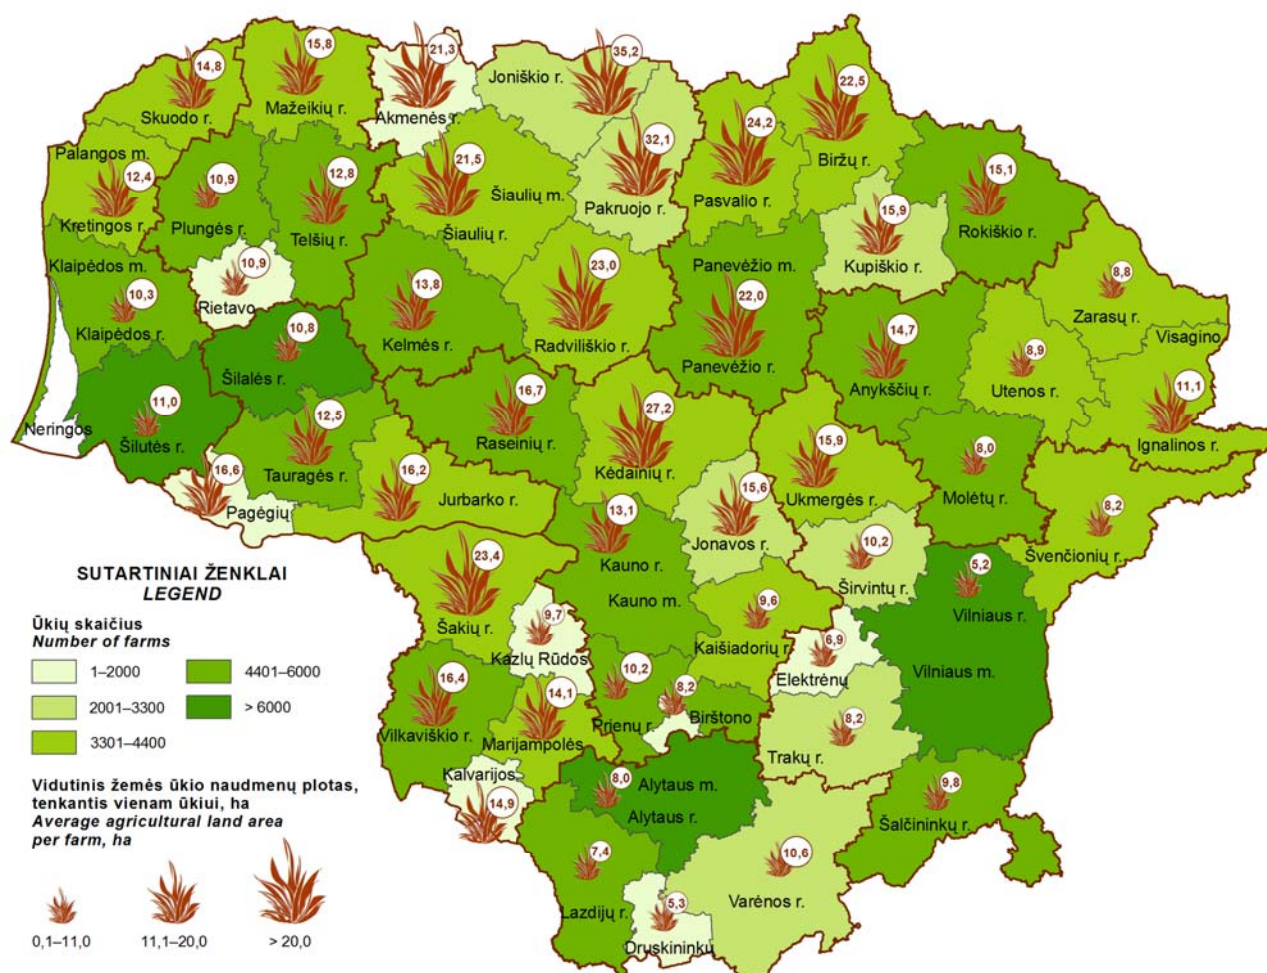 14,8
Skuodo r.
15,8
Mažeikių r.
21,3
Akmenės r.
35,2
Joniškio r.
32,1
Pakruojo r.
24,2
Pasvalio r.
22,5
Biržų r.
15,1
Rokiškio r.
15,9
Kupiškio r.
Palangos m.
12,4
Kretingos r.
10,9
Plungės r.
12,8
Telšių r.
21,5
Šiaulių m.
Šiaulių r.
Klaipėdos m.
10,3
Klaipėdos r.
10,9
Rietavo
13,8
Kelmės r.
23,0
Radviliškio r.
Panevėžio m.
22,0
Panevėžio r.
14,7
Anykščių r.
8,9
Utenos r.
8,8
Zarasų r.
Visagino
11,1
Ignalinos r.
Neringos
11,0
Šilutės r.
10,8
Šilalės r.
12,5
Tauragės r.
16,6
Pagėgių
16,2
Jurbarko r.
16,7
Raseinių r.
27,2
Kėdainių r.
15,9
Ukmergės r.
8,0
Molėtų r.
8,2
Švenčionių r.
15,6
Jonavos r.
13,1
Kauno r.
Kauno m.
10,2
Širvintų r.
5,2
Vilniaus r.
Vilniaus m.
23,4
Šakių r.
9,7
Kazlų Rūdos
9,6
Kaišiadorių r.
6,9
Elektrėnų
16,4
Vilkaviškio r.
14,1
Marijampolės
10,2
Prienų r.
8,2
Birštono
8,2
Trakų r.
Kalvarijos
14,9
8,0
Alytaus m.
Alytaus r.
9,8
Šalčininkų r.
7,4
Lazdijų r.
5,3
Druskininkų
10,6
Varėnos r.
SUTARTINIAI ŽENKLAI
LEGEND
Ūkių skaičius
Number of farms
1–2000
4401–6000
2001–3300
> 6000
3301–4400
Vidutinis žemės ūkio naudmenų plotas,
tenkantis vienam ūkiui, ha
Average agricultural land area
per farm, ha
0,1–11,0
11,1–20,0
> 20,0